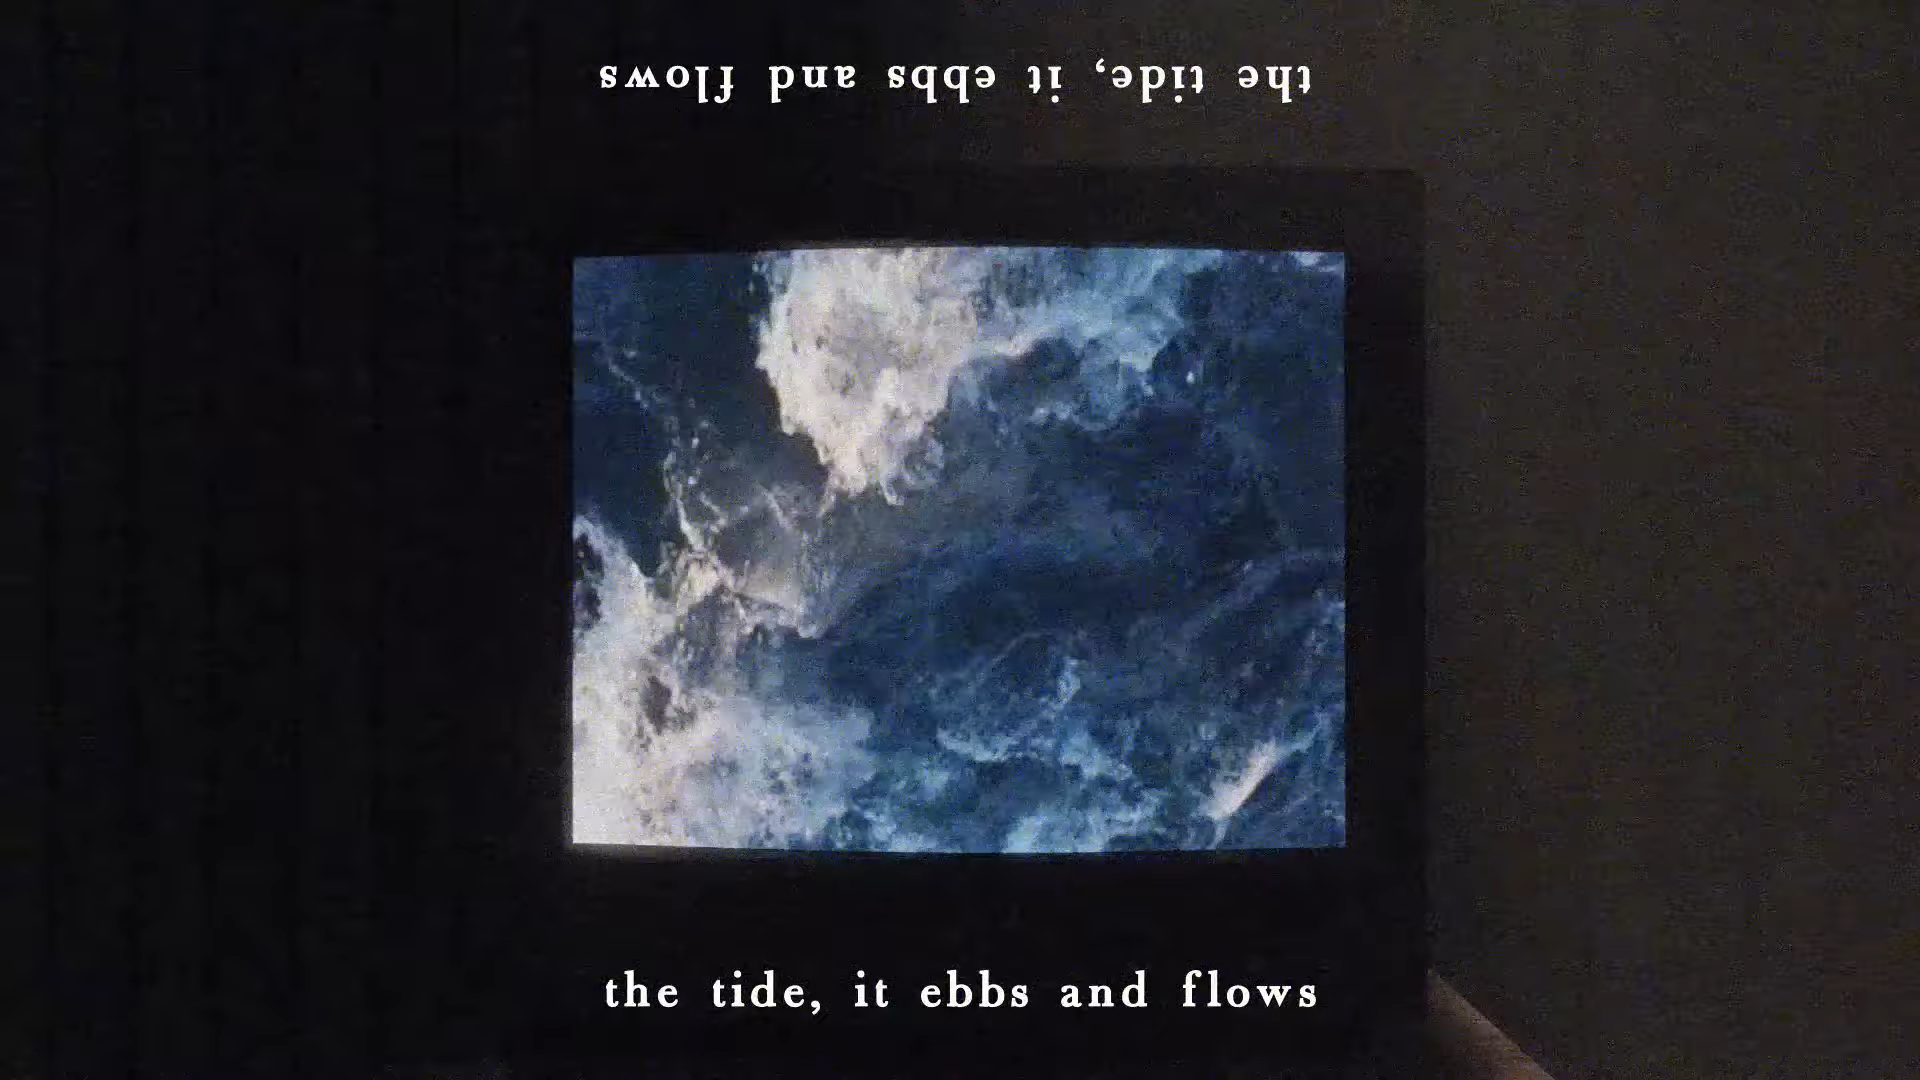 the tide, it ebbs and flows
the tide, it ebbs and flows